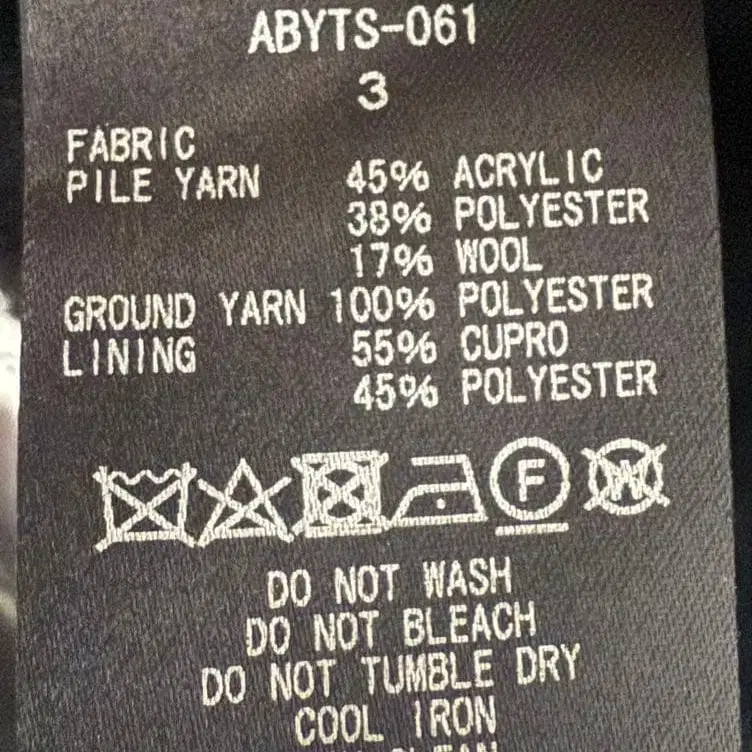 ABYTS-061
3
FABRIC
PILE YARN 45% ACRYLIC
38% POLYESTER
17% WOOL
GROUND YARN 100% POLYESTER
LINING 55% CUPRO
45% POLYESTER
F W
DO NOT WASH
DO NOT BLEACH
DO NOT TUMBLE DRY
COOL IRON